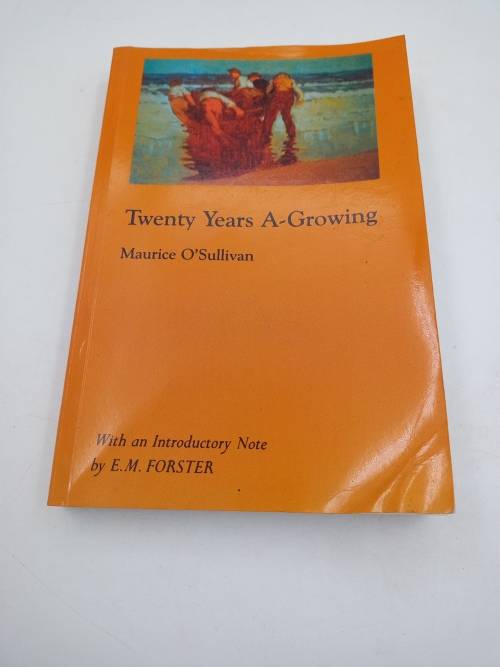 Twenty Years A-Growing
Maurice O'Sullivan
With an Introductory Note
by E.M. FORSTER